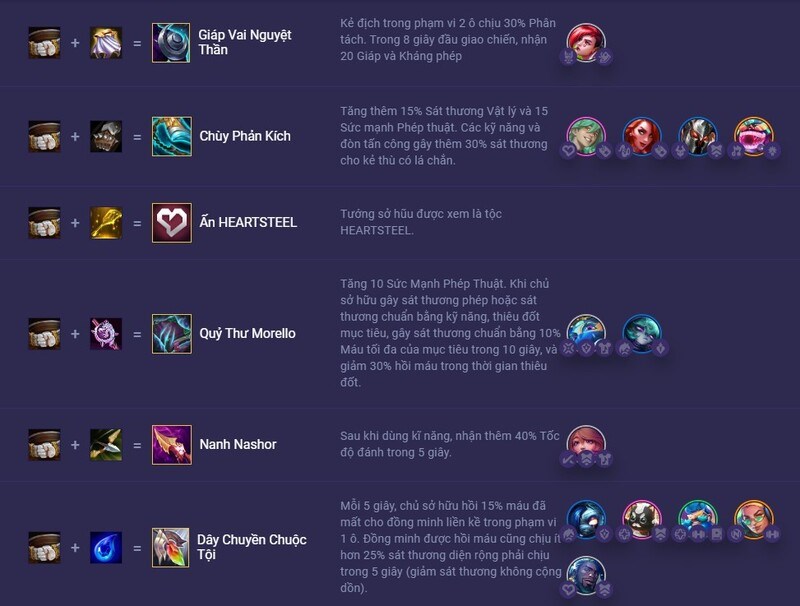 + = Giáp Vai Nguyệt
Thần
Kẻ địch trong phạm vi 2 ô chịu 30% Phân
tách. Trong 8 giây đầu giao chiến, nhận
20 Giáp và Kháng phép
+ = Chùy Phản Kích
Tăng thêm 15% Sát thương Vật lý và 15
Sức mạnh Phép thuật. Các kỹ năng và
đòn tấn công gây thêm 30% sát thương
cho kẻ thù có lá chắn.
+ = Ấn HEARTSTEEL
Tướng sở hữu được xem là tộc
HEARTSTEEL.
+ = Quỷ Thư Morello
Tăng 10 Sức Mạnh Phép Thuật. Khi chủ
sở hữu gây sát thương phép hoặc sát
thương chuẩn bằng kỹ năng, thiêu đốt
mục tiêu, gây sát thương chuẩn bằng 10%
Máu tối đa của mục tiêu trong 10 giây, và
giảm 30% hồi máu trong thời gian thiêu
đốt.
+ = Nanh Nashor
Sau khi dùng kĩ năng, nhận thêm 40% Tốc
độ đánh trong 5 giây.
+ = Dây Chuyền Chuộc
Tội
Mỗi 5 giây, chủ sở hữu hồi 15% máu đã
mất cho đồng minh liền kề trong phạm vi
1 ô. Đồng minh được hồi máu cũng chịu ít
hơn 25% sát thương diện rộng phải chịu
trong 5 giây (giảm sát thương không cộng
dồn).